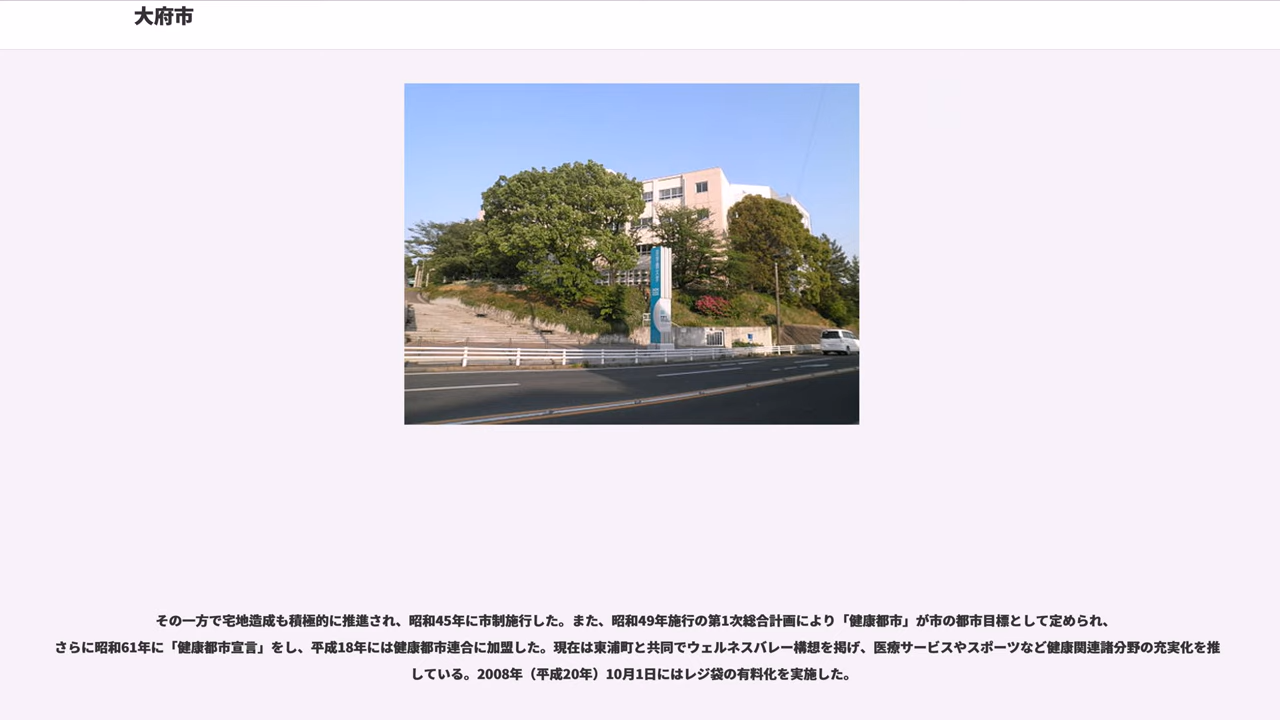 大府市
その一方で宅地造成も積極的に推進され、昭和45年に市制施行した。また、昭和49年施行の第1次総合計画により「健康都市」が市の都市目標として定められ、
さらに昭和61年に「健康都市宣言」をし、平成18年には健康都市連合に加盟した。現在は東浦町と共同でウェルネスバレー構想を掲げ、医療サービスやスポーツなど健康関連諸分野の充実化を推
している。2008年（平成20年）10月1日にはレジ袋の有料化を実施した。